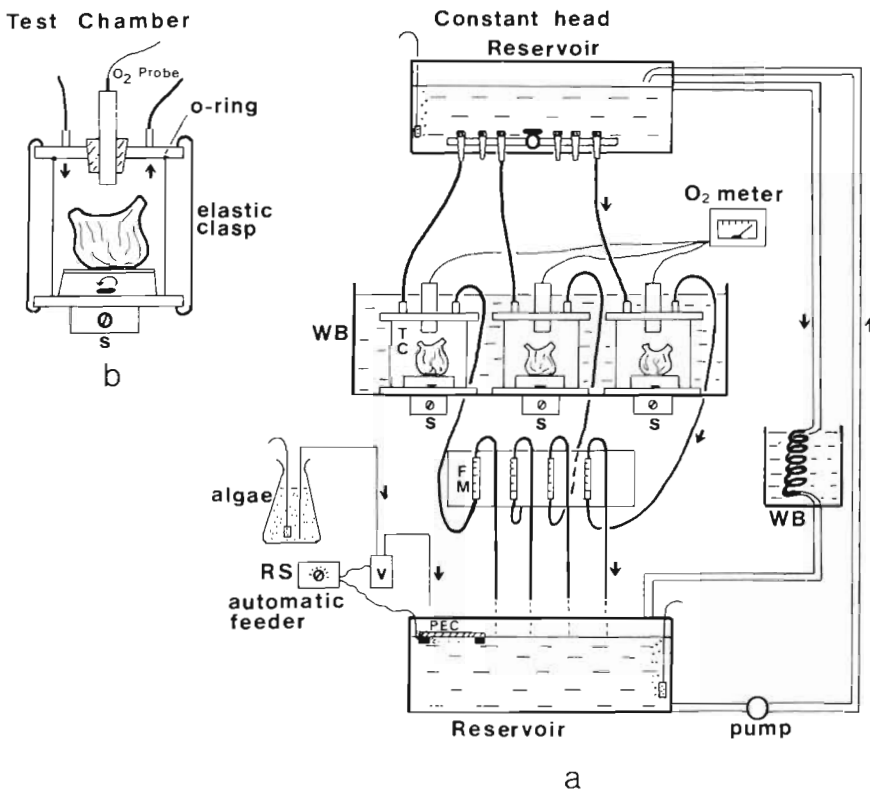 Test Chamber
O2 Probe
o-ring
elastic
clasp
S
b
Constant head
Reservoir
O2 meter
WB
T
C
S
S
S
F
M
algae
RS
V
automatic
feeder
WB
PEC
Reservoir
pump
a